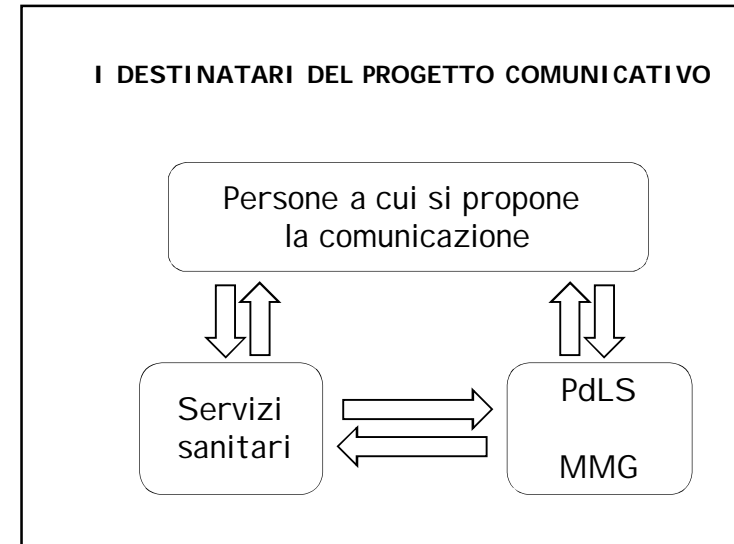 I DESTINATARI DEL PROGETTO COMUNICATIVO
Persone a cui si propone
la comunicazione
Servizi
sanitari
PdLS
MMG